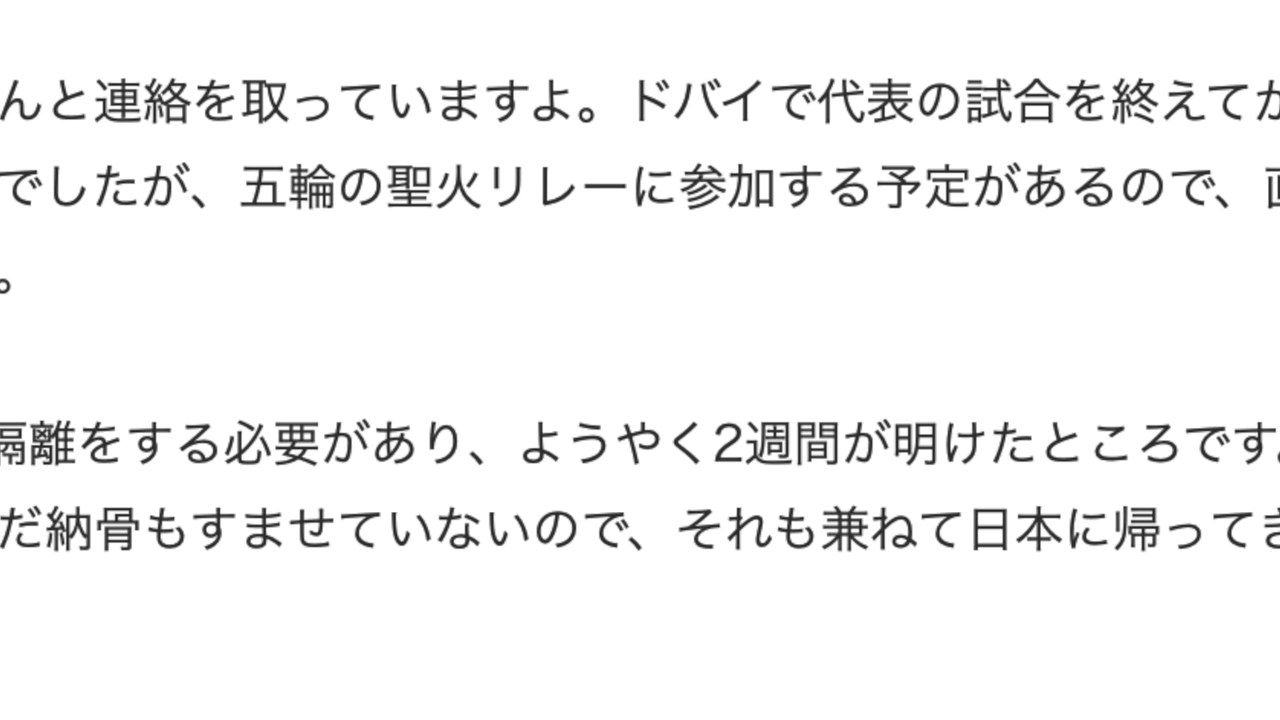 んと連絡を取っていますよ。ドバイで代表の試合を終えてか
でしたが、五輪の聖火リレーに参加する予定があるので、
。
隔離をする必要があり、ようやく2週間が明けたところです。
だ納骨もすませていないので、それも兼ねて日本に帰ってき